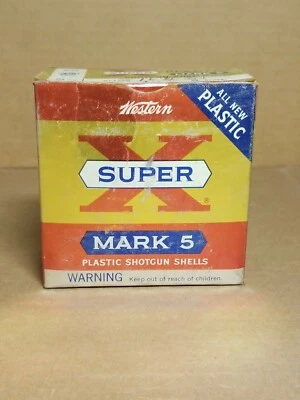 Western
ALL NEW
PLASTIC
X
SUPER
®
MARK 5
PLASTIC SHOTGUN SHELLS
WARNING Keep out of reach of children.